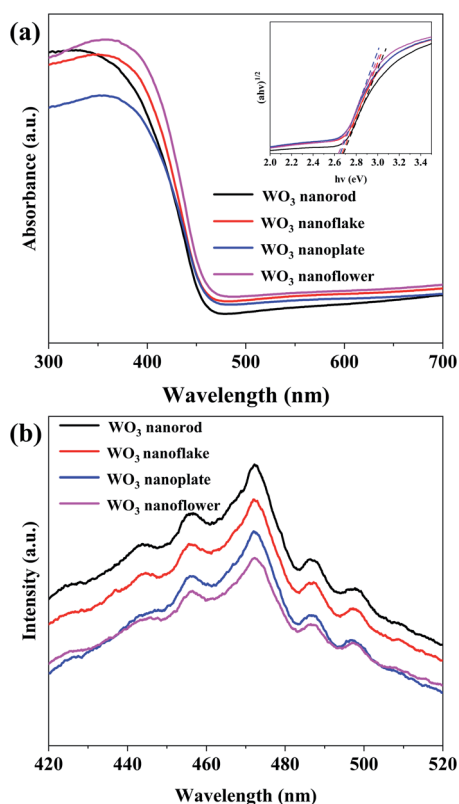 (a)
Absorbance (a.u.)
(ahv)1/2
2.0 2.2 2.4 2.6 2.8 3.0 3.2 3.4
hv (eV)
WO3 nanorod
WO3 nanoflake
WO3 nanoplate
WO3 nanoflower
300 400 500 600 700
Wavelength (nm)
(b)
WO3 nanorod
WO3 nanoflake
WO3 nanoplate
WO3 nanoflower
Intensity (a.u.)
420 440 460 480 500 520
Wavelength (nm)